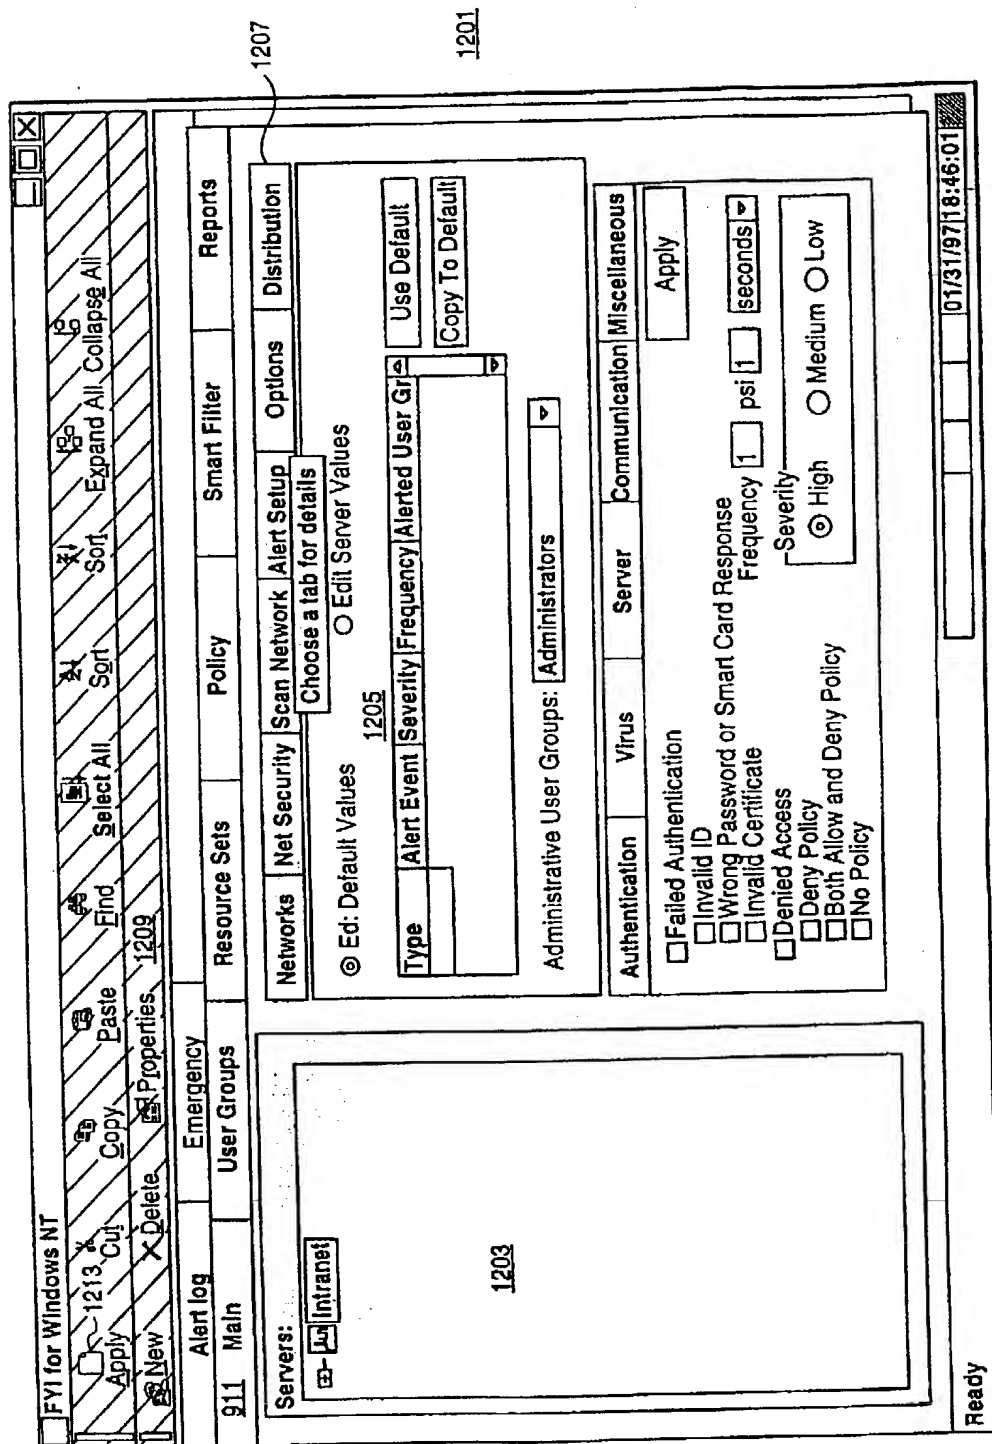 FYI for Windows NT
1213
Apply Cut Copy Paste Find Select All Sort Sort Expand All Collapse All
New Delete Properties 1209
Alert log Emergency
911 Main User Groups Resource Sets Policy Smart Filter Reports
Servers:
Intranet
1203
Networks Net Security Scan Network Alert Setup Options Distribution
1207
Choose a tab for details
Ed: Default Values Edit Server Values
1205
Type Alert Event Severity Frequency Alerted User Gr
Use Default
Copy To Default
Administrative User Groups: Administrators
Authentication Virus Server Communication Miscellaneous
Failed Authentication
Invalid ID
Wrong Password or Smart Card Response
Invalid Certificate
Denied Access
Deny Policy
Both Allow and Deny Policy
No Policy
Apply
Frequency 1 psi 1 seconds
Severity
High Medium Low
Ready
01/31/97 18:46:01
1201